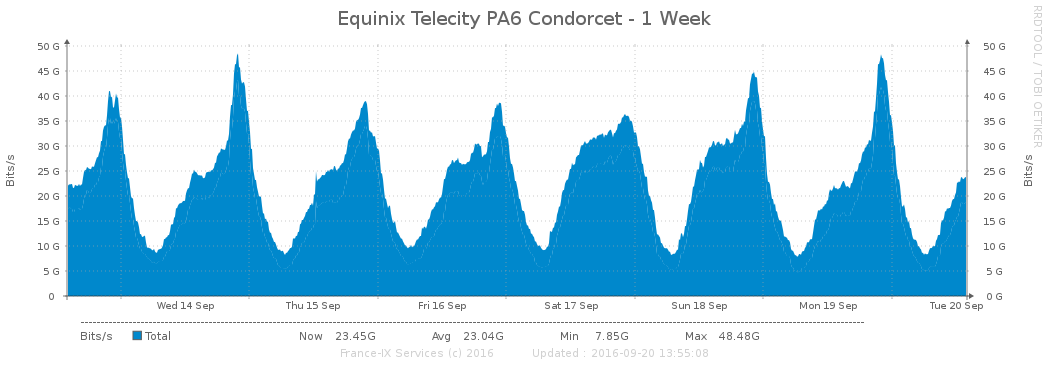 Equinix Telecity PA6 Condorcet - 1 Week
RRDTOOL / TOBI OETIKER
Bits/s
50 G 50 G
45 G 45 G
40 G 40 G
35 G 35 G
30 G 30 G
25 G 25 G
20 G 20 G
15 G 15 G
10 G 10 G
5 G 5 G
0 0 G
Bits/s
Wed 14 Sep Thu 15 Sep Fri 16 Sep Sat 17 Sep Sun 18 Sep Mon 19 Sep Tue 20 Sep
Bits/s Total Now 23.45G Avg 23.04G Min 7.85G Max 48.48G
France-IX Services (c) 2016 Updated : 2016-09-20 13:55:08